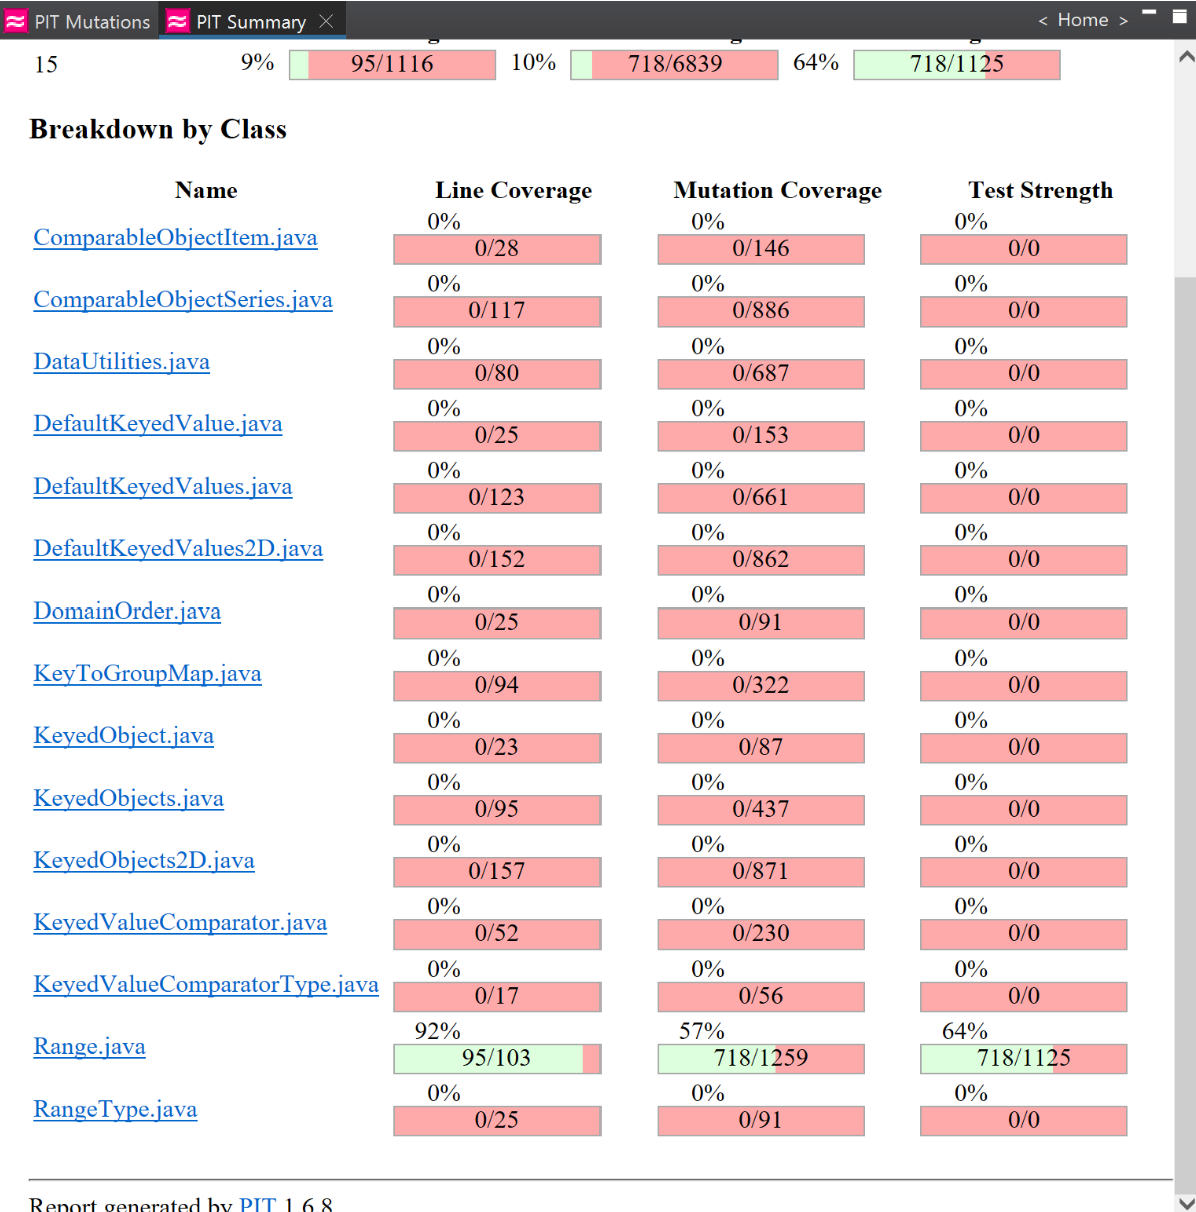 PIT Mutations PIT Summary < Home >
15 9% 95/1116 10% 718/6839 64% 718/1125
Breakdown by Class
Name Line Coverage Mutation Coverage Test Strength
0% 0% 0%
ComparableObjectItem.java 0/28 0/146 0/0
0% 0% 0%
ComparableObjectSeries.java 0/117 0/886 0/0
0% 0% 0%
DataUtilities.java 0/80 0/687 0/0
0% 0% 0%
DefaultKeyedValue.java 0/25 0/153 0/0
0% 0% 0%
DefaultKeyedValues.java 0/123 0/661 0/0
0% 0% 0%
DefaultKeyedValues2D.java 0/152 0/862 0/0
0% 0% 0%
DomainOrder.java 0/25 0/91 0/0
0% 0% 0%
KeyToGroupMap.java 0/94 0/322 0/0
0% 0% 0%
KeyedObject.java 0/23 0/87 0/0
0% 0% 0%
KeyedObjects.java 0/95 0/437 0/0
0% 0% 0%
KeyedObjects2D.java 0/157 0/871 0/0
0% 0% 0%
KeyedValueComparator.java 0/52 0/230 0/0
0% 0% 0%
KeyedValueComparatorType.java 0/17 0/56 0/0
92% 57% 64%
Range.java 95/103 718/1259 718/1125
0% 0% 0%
RangeType.java 0/25 0/91 0/0
Report generated by PIT 1.6.8